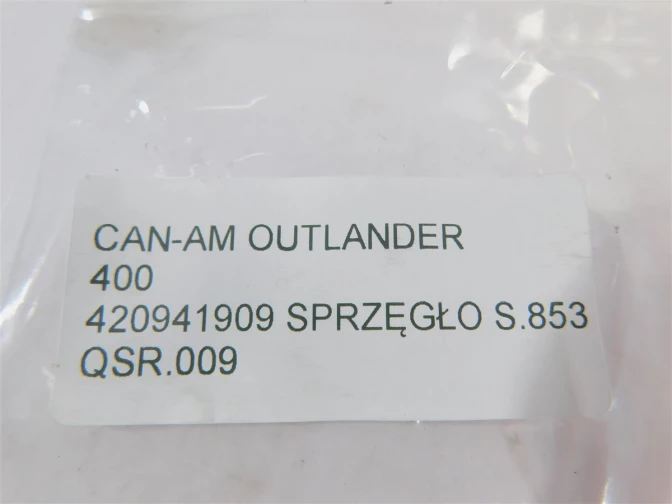 CAN-AM OUTLANDER
400
420941909 SPRZĘGŁO S.853
QSR.009